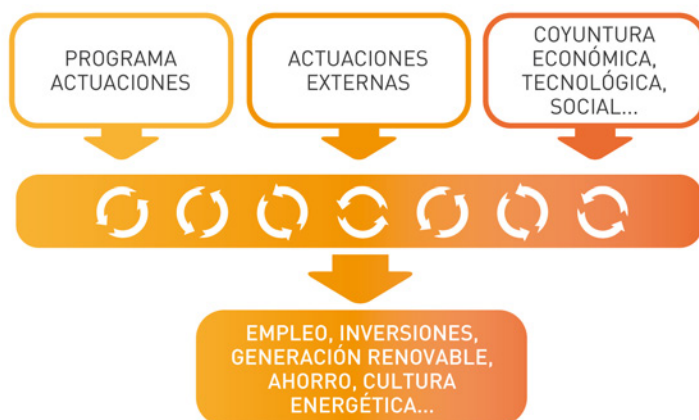 PROGRAMA
ACTUACIONES
ACTUACIONES
EXTERNAS
COYUNTURA
ECONÓMICA,
TECNOLÓGICA,
SOCIAL...
EMPLEO, INVERSIONES,
GENERACIÓN RENOVABLE,
AHORRO, CULTURA
ENERGÉTICA...